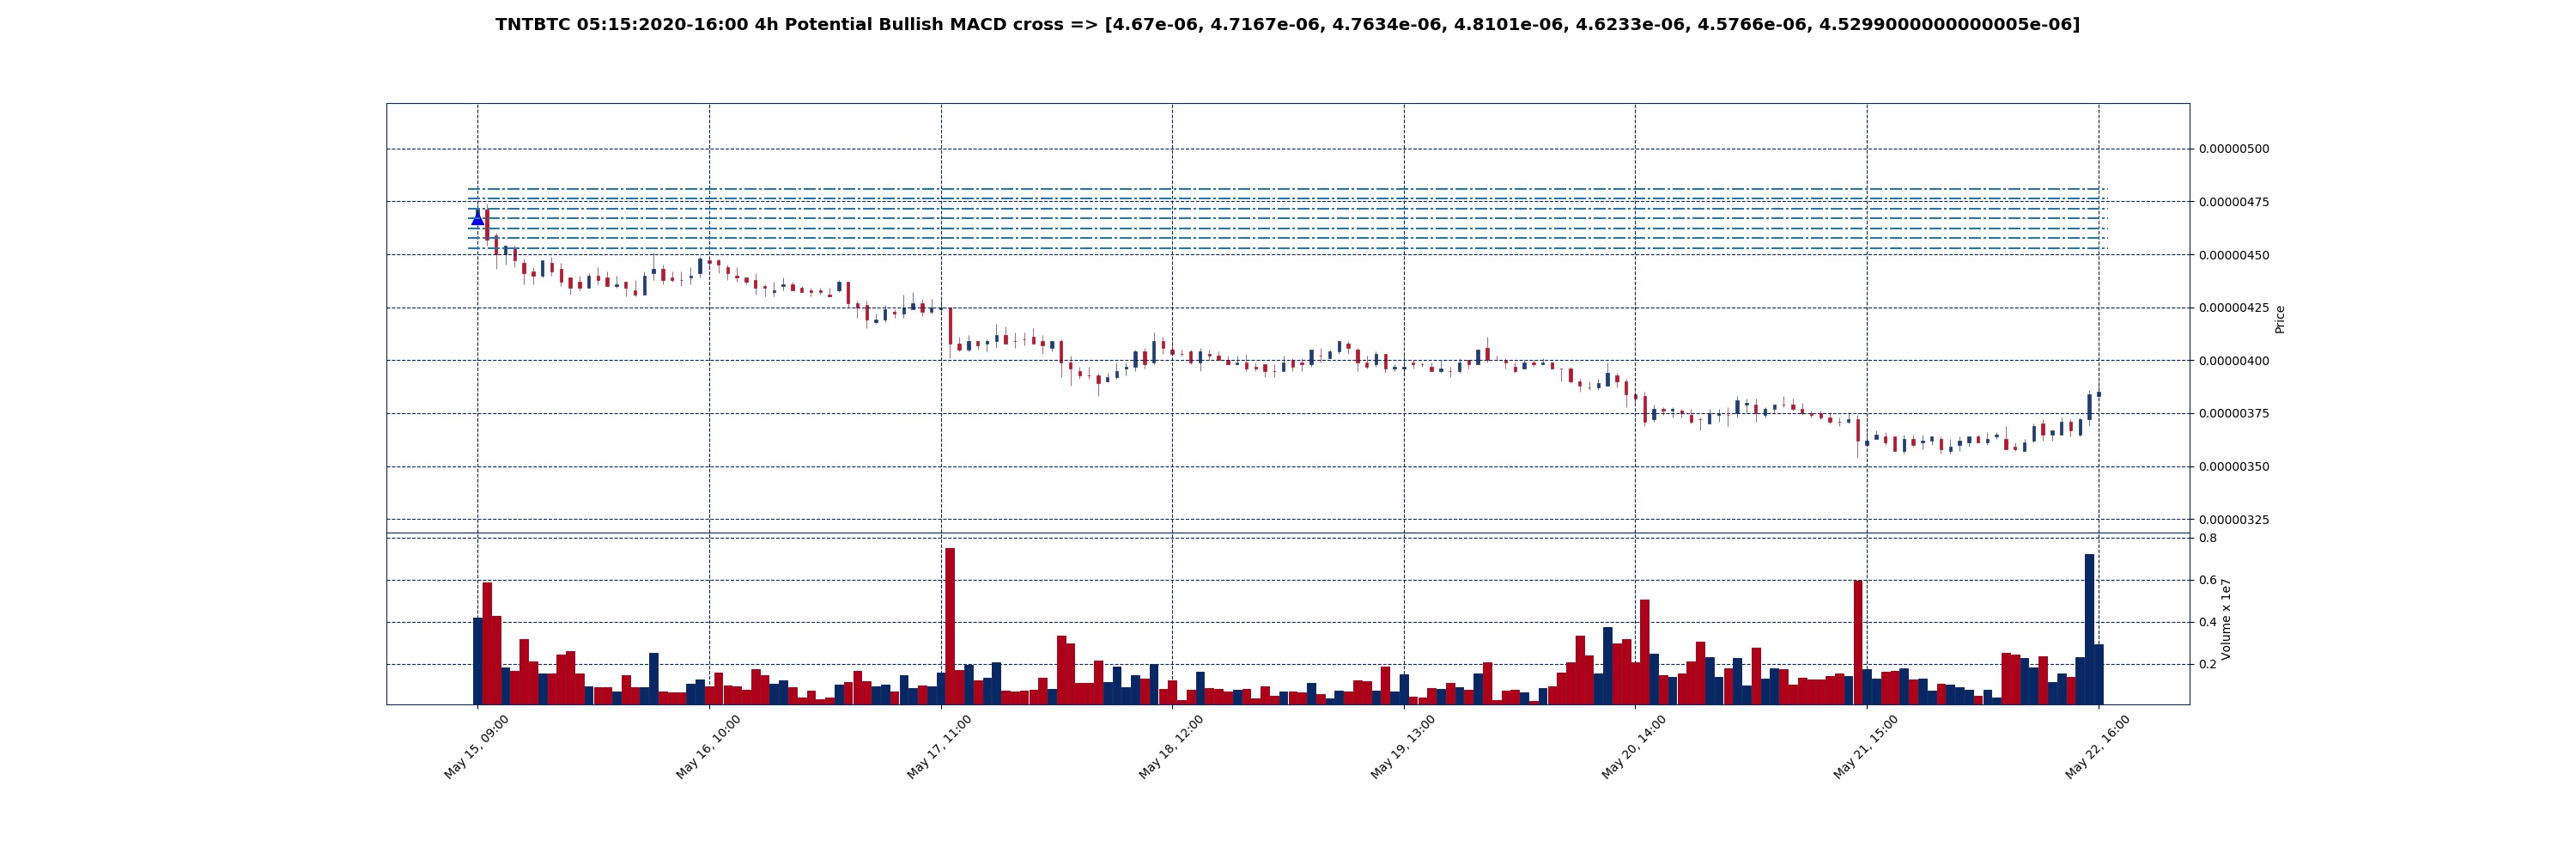 TNTBTC 05:15:2020-16:00 4h Potential Bullish MACD cross => [4.67e-06, 4.7167e-06, 4.7634e-06, 4.8101e-06, 4.6233e-06, 4.5766e-06, 4.5299000000000005e-06]
0.00000500
0.00000475
0.00000450
0.00000425
0.00000400
0.00000375
0.00000350
0.00000325
Price
0.8
0.6
0.4
0.2
Volume x 1e7
May 15, 09:00
May 16, 10:00
May 17, 11:00
May 18, 12:00
May 19, 13:00
May 20, 14:00
May 21, 15:00
May 22, 16:00